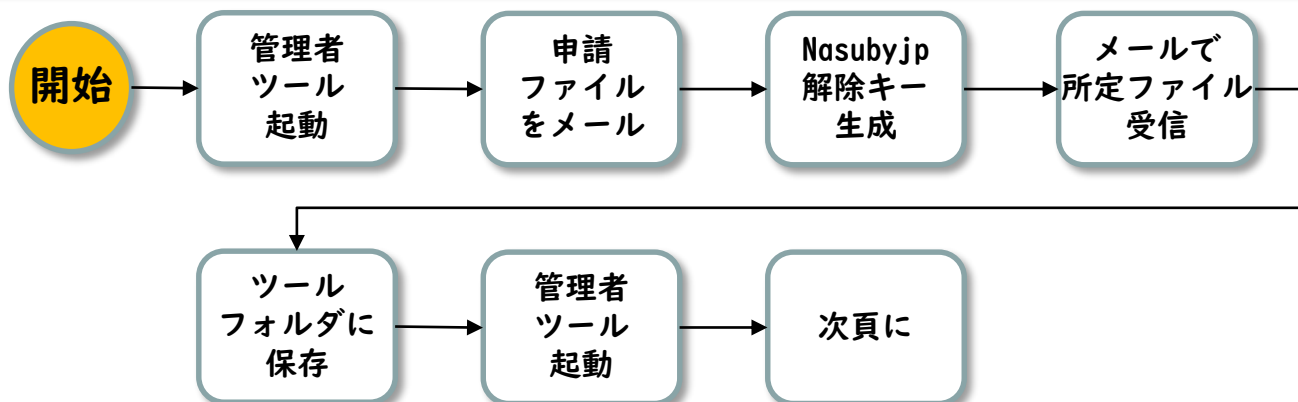 開始
管理者
ツール
起動
申請
ファイル
をメール
Nasubyjp
解除キー
生成
メールで
所定ファイル
受信
ツール
フォルダに
保存
管理者
ツール
起動
次頁に